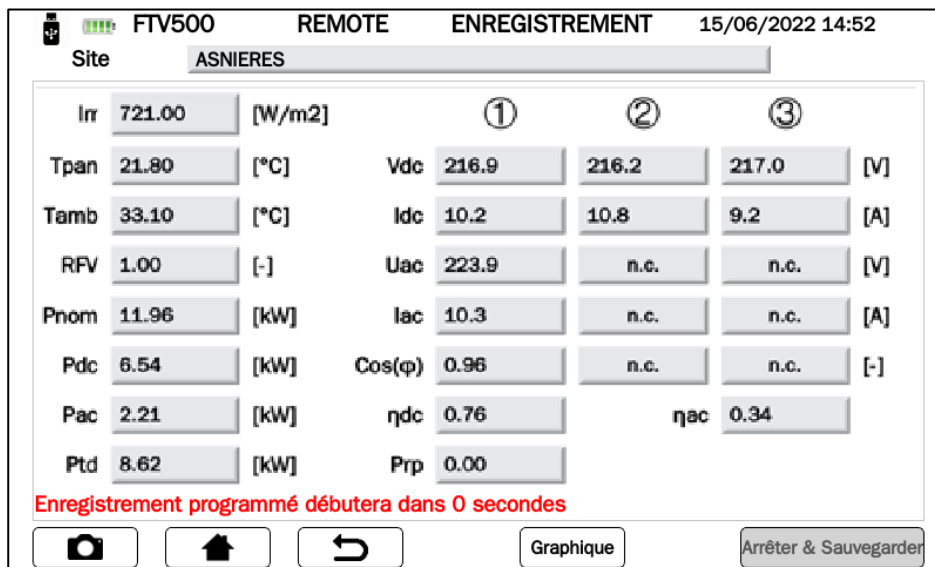 FTV500 REMOTE ENREGISTREMENT 15/06/2022 14:52
Site ASNIERES
Irr 721.00 [W/m2] ① ② ③
Tpan 21.80 [°C] Vdc 216.9 216.2 217.0 [V]
Tamb 33.10 [°C] Idc 10.2 10.8 9.2 [A]
RFV 1.00 [-] Uac 223.9 n.c. n.c. [V]
Pnom 11.96 [kW] Iac 10.3 n.c. n.c. [A]
Pdc 6.54 [kW] Cos(φ) 0.96 n.c. n.c. [-]
Pac 2.21 [kW] ηdc 0.76 ηac 0.34
Ptd 8.62 [kW] Prp 0.00
Enregistrement programmé débutera dans 0 secondes
Graphique Arrêter & Sauvegarder